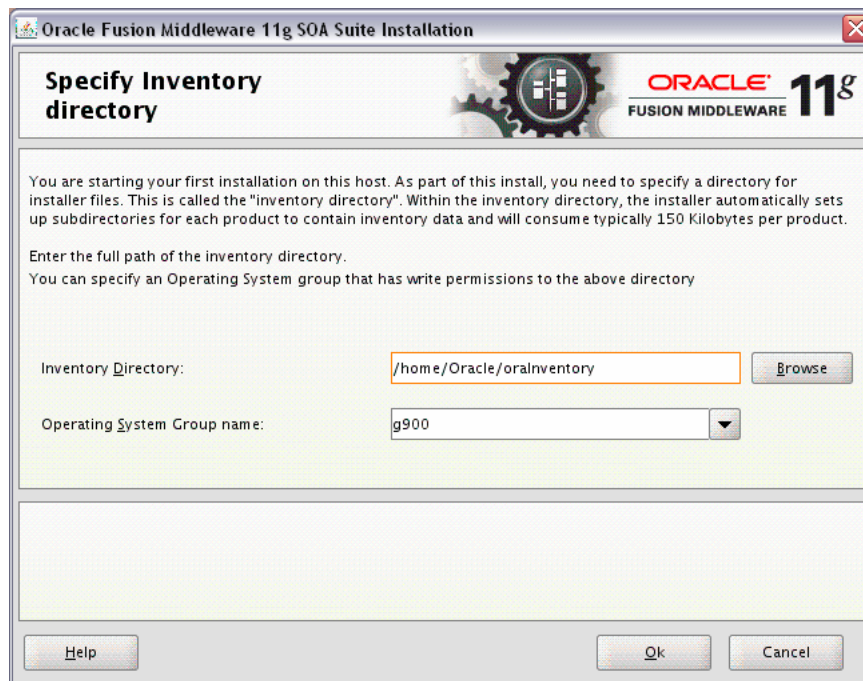 Oracle Fusion Middleware 11g SOA Suite Installation
Specify Inventory
directory
ORACLE
FUSION MIDDLEWARE
11g
You are starting your first installation on this host. As part of this install, you need to specify a directory for
installer files. This is called the "inventory directory". Within the inventory directory, the installer automatically sets
up subdirectories for each product to contain inventory data and will consume typically 150 Kilobytes per product.
Enter the full path of the inventory directory.
You can specify an Operating System group that has write permissions to the above directory
Inventory Directory:
/home/Oracle/oraInventory
Browse
Operating System Group name:
g900
Help
Ok
Cancel